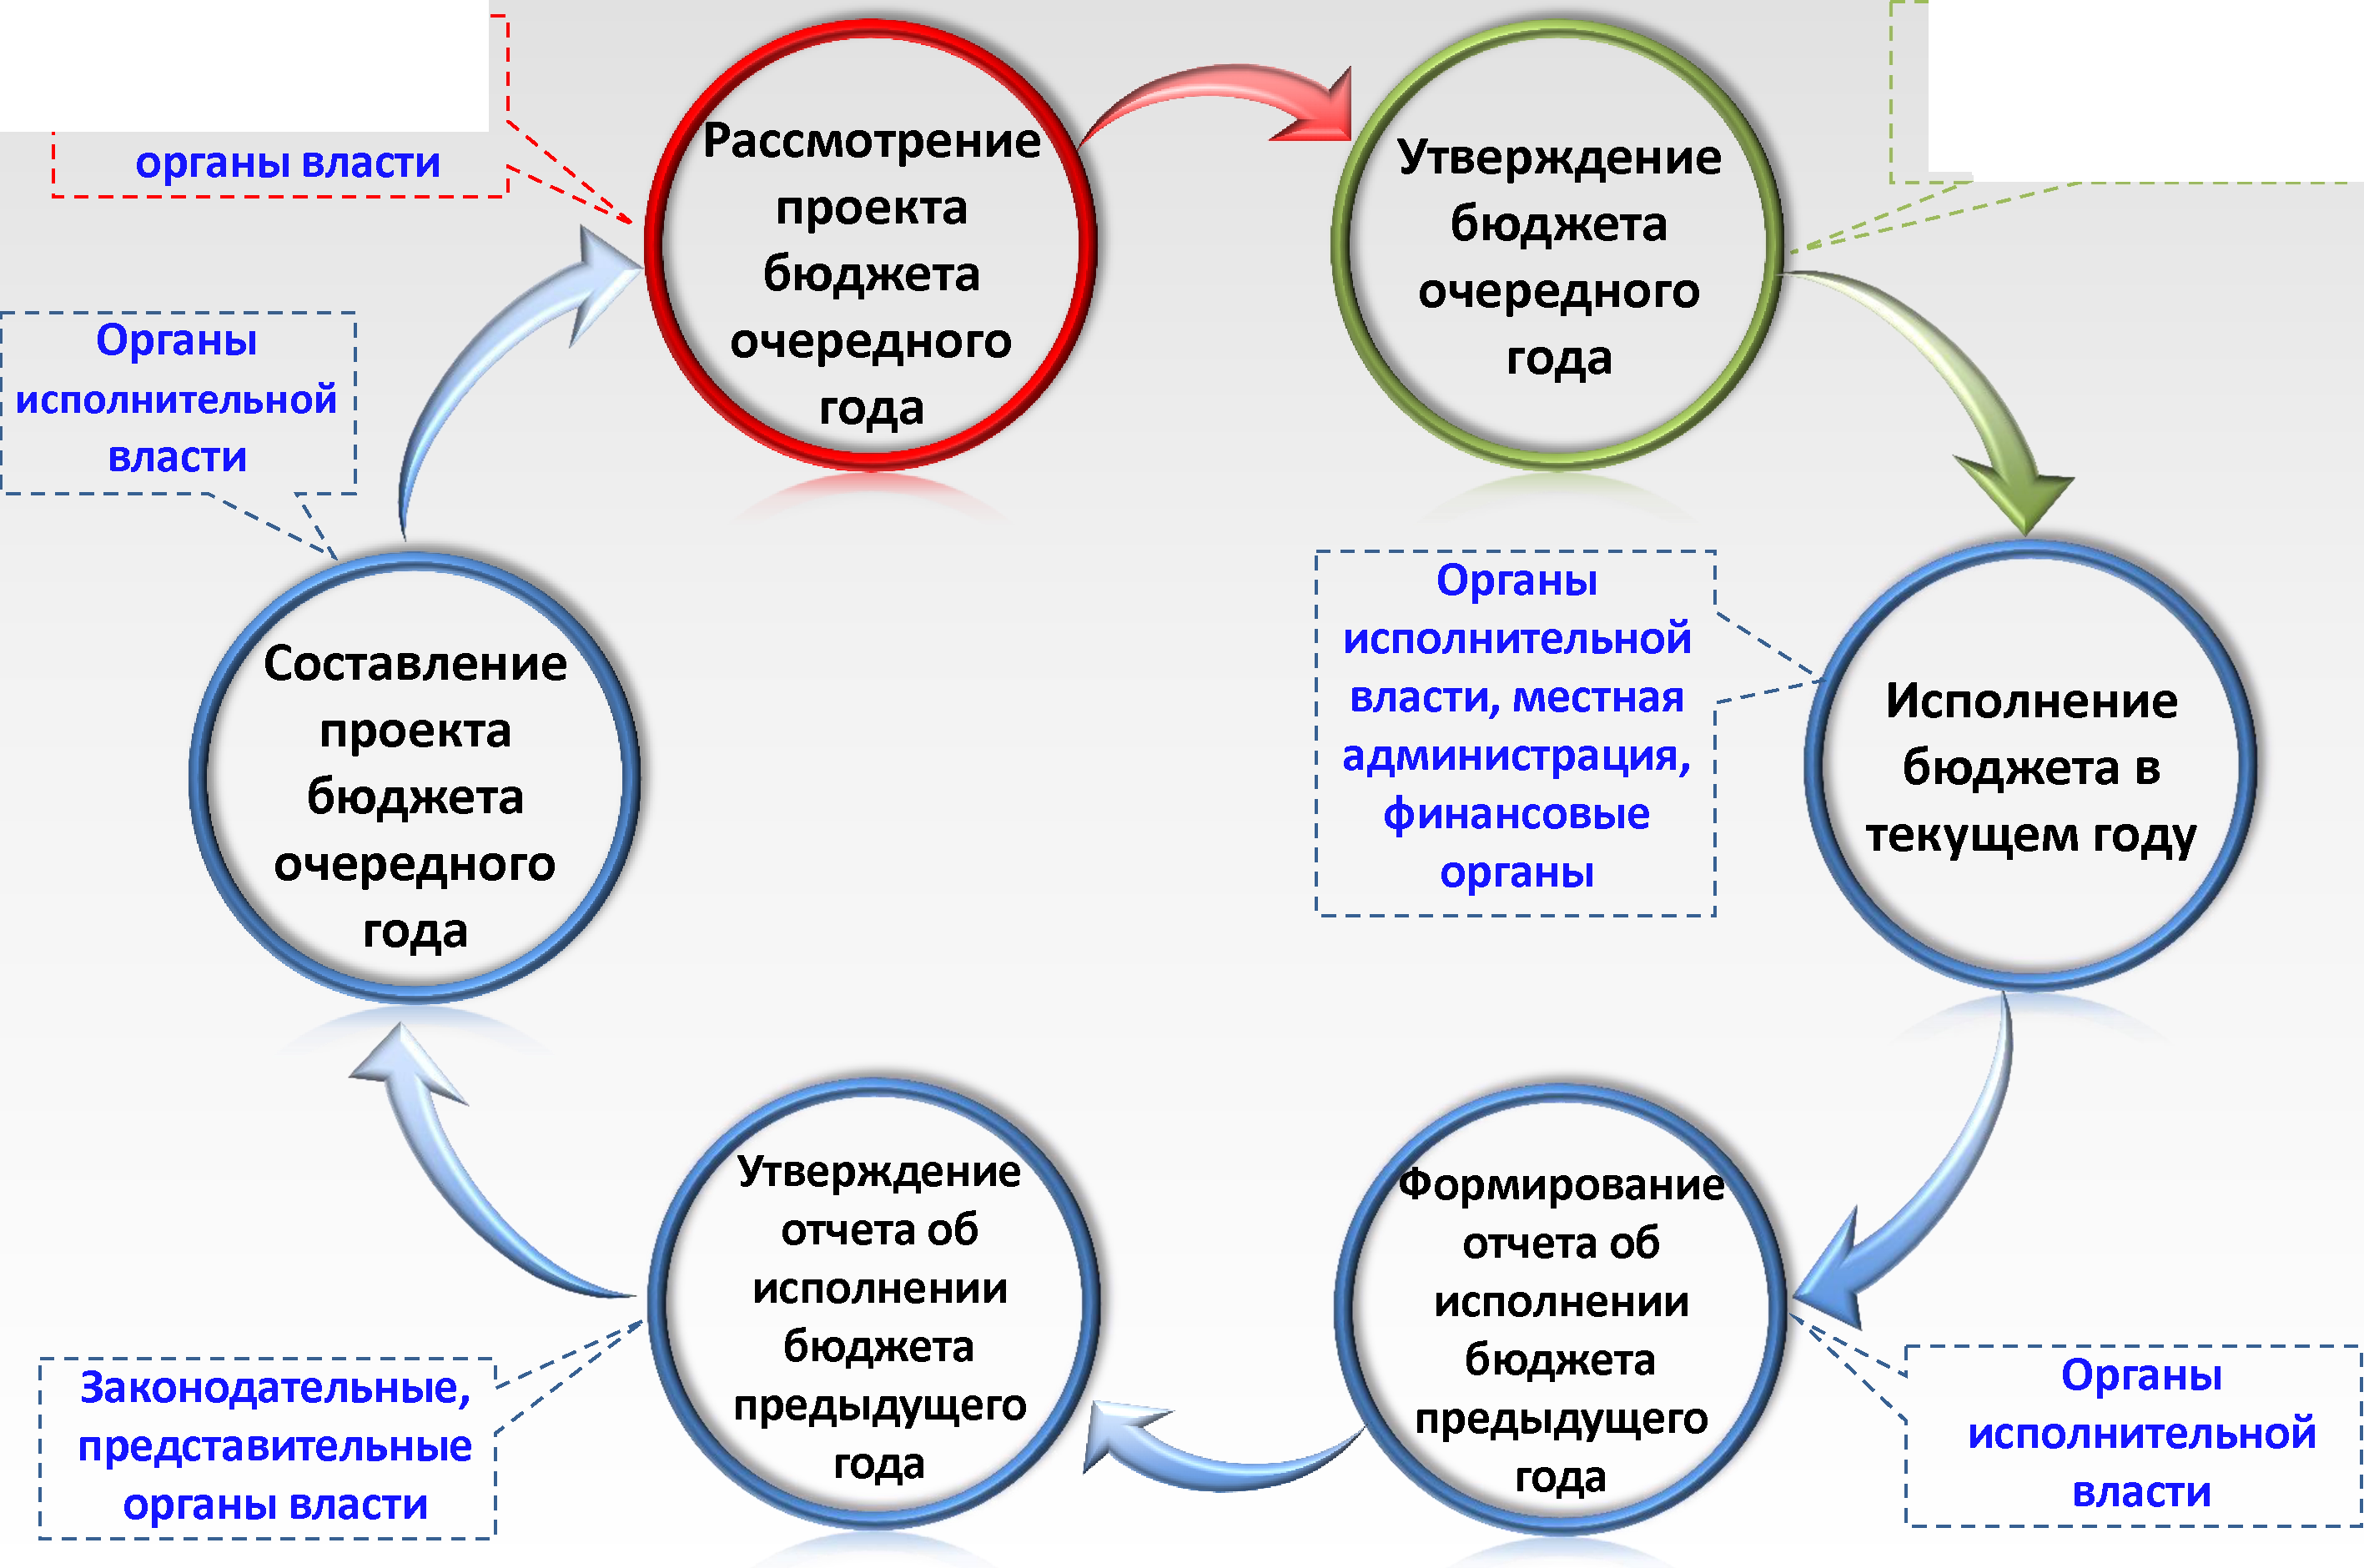 органы власти
Рассмотрение
проекта
бюджета
очередного
года
Утверждение
бюджета
очередного
года
Органы
исполнительной
власти
Составление
проекта
бюджета
очередного
года
Органы
исполнительной
власти, местная
администрация,
финансовые
органы
Исполнение
бюджета в
текущем году
Утверждение
отчета об
исполнении
бюджета
предыдущего
года
Формирование
отчета об
исполнении
бюджета
предыдущего
года
Законодательные,
представительные
органы власти
Органы
исполнительной
власти